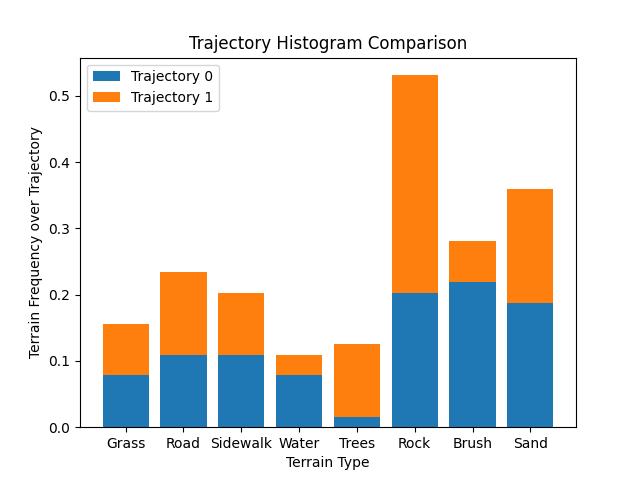 Trajectory Histogram Comparison
Trajectory 0
Trajectory 1
Terrain Frequency over Trajectory
0.5
0.4
0.3
0.2
0.1
0.0
Grass Road Sidewalk Water Trees Rock Brush Sand
Terrain Type